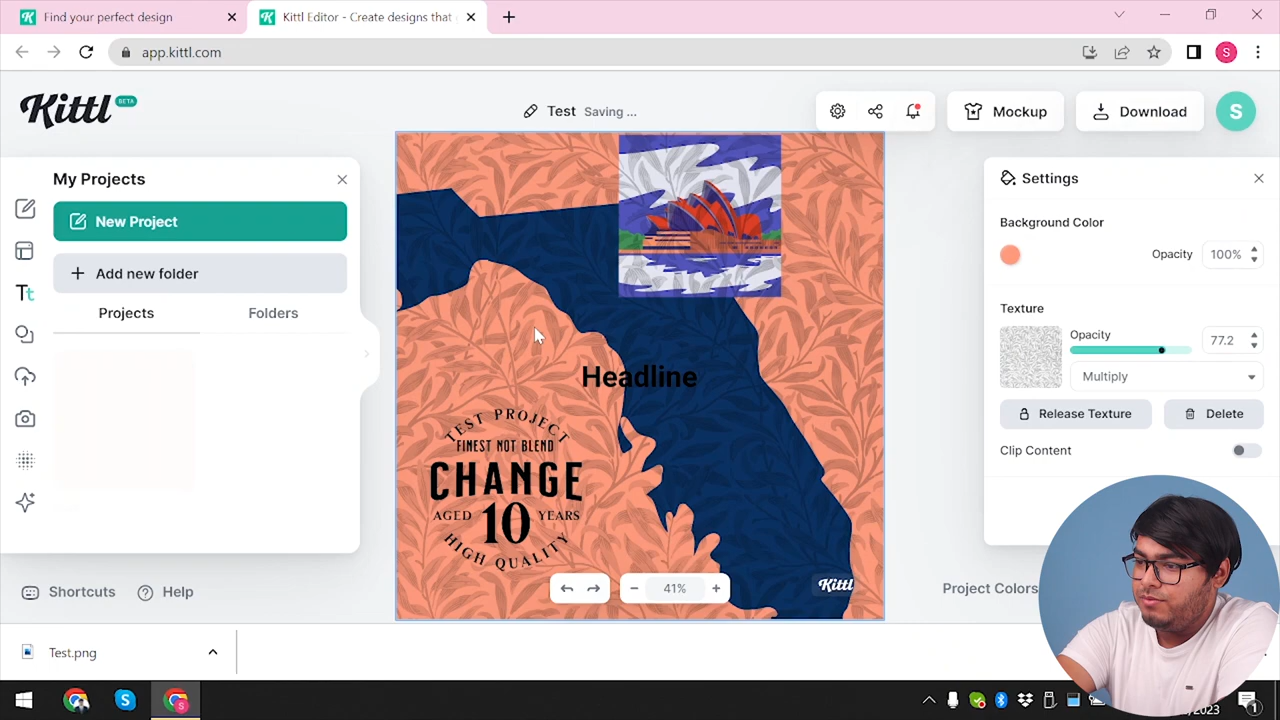 Find your perfect design
Kittl Editor - Create designs that
app.kittl.com
S
Kittl BETA
Test Saving ...
Mockup
Download
S
My Projects
New Project
Add new folder
Projects
Folders
Headline
TEST PROJECT
FINEST NOT BLEND
CHANGE
AGED 10 YEARS
HIGH QUALITY
Kittl
41%
Settings
Background Color
Opacity 100%
Texture
Opacity
77.2
Multiply
Release Texture
Delete
Clip Content
Shortcuts
Help
Project Colors
Test.png
S
2023
1